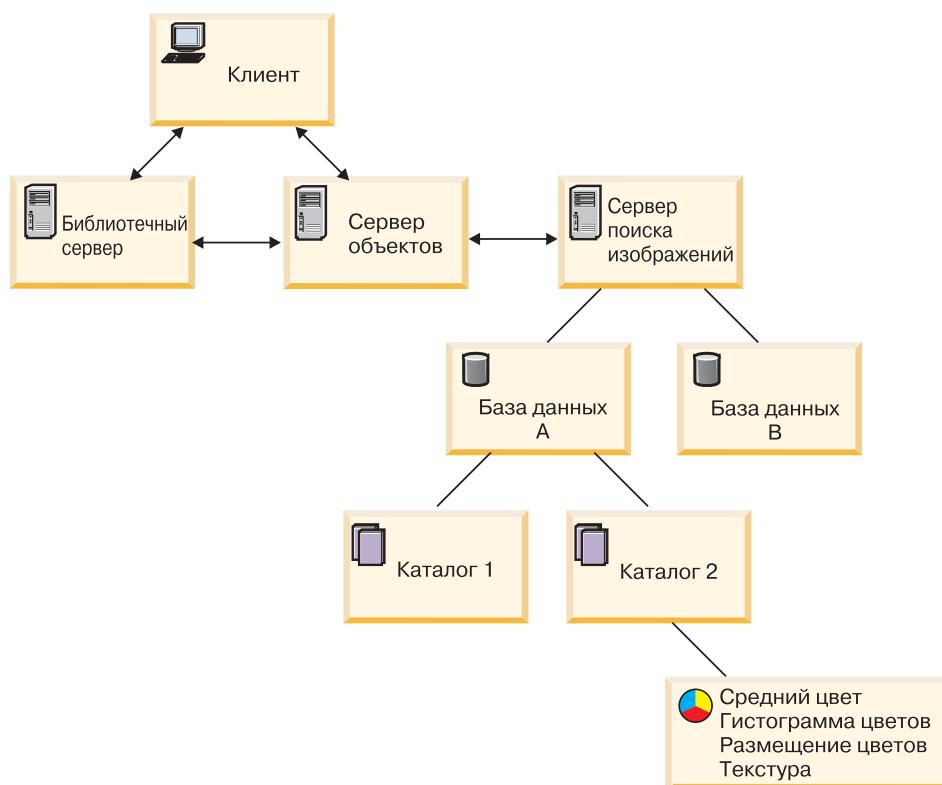 Клиент
Библиотечный
сервер
Сервер
объектов
Сервер
поиска
изображений
База данных
A
База данных
B
Каталог 1
Каталог 2
Средний цвет
Гистограмма цветов
Размещение цветов
Текстура